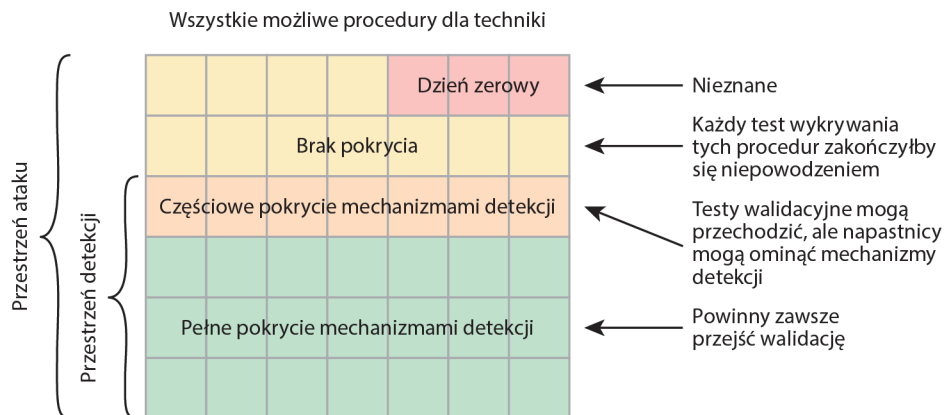 Wszystkie możliwe procedury dla techniki
Przestrzeń ataku
Przestrzeń detekcji
Dzień zerowy
Brak pokrycia
Częściowe pokrycie mechanizmami detekcji
Pełne pokrycie mechanizmami detekcji
Nieznane
Każdy test wykrywania
tych procedur zakończyłby
się niepowodzeniem
Testy walidacyjne mogą
przechodzić, ale napastnicy
mogą ominąć mechanizmy
detekcji
Powinny zawsze
przejść walidację